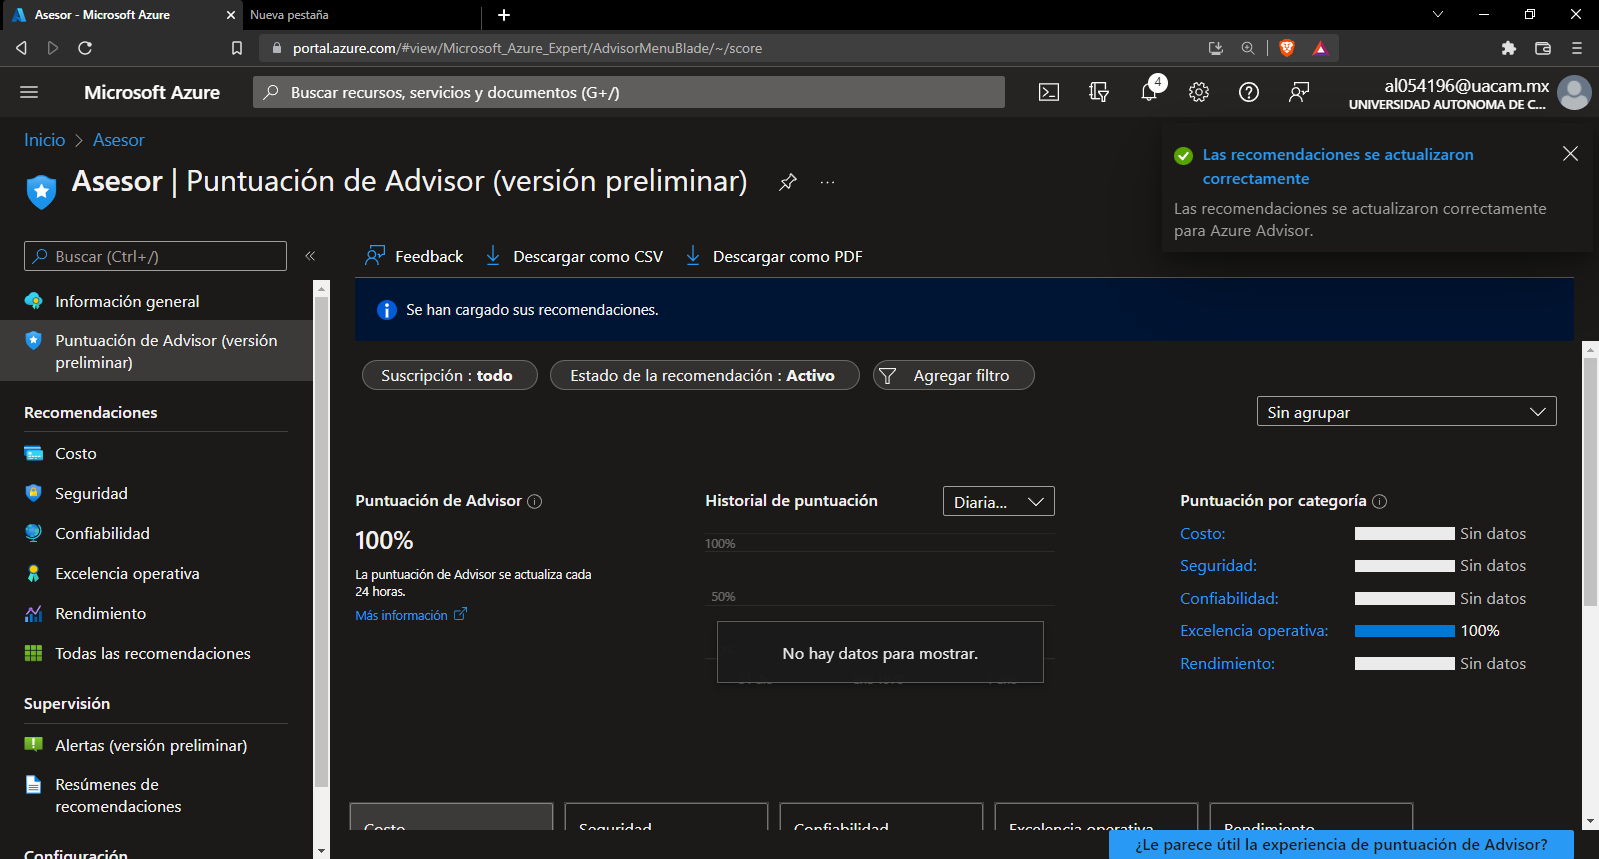 Asesor - Microsoft Azure
Nueva pestaña
portal.azure.com/#view/Microsoft_Azure_Expert/AdvisorMenuBlade/~/score
Microsoft Azure
Buscar recursos, servicios y documentos (G+/)
4
al054196@uacam.mx
UNIVERSIDAD AUTONOMA DE C...
Inicio > Asesor
Asesor | Puntuación de Advisor (versión preliminar)
...
Las recomendaciones se actualizaron
correctamente
Las recomendaciones se actualizaron correctamente
para Azure Advisor.
Buscar (Ctrl+/)
«
Información general
Puntuación de Advisor (versión
preliminar)
Recomendaciones
Costo
Seguridad
Confiabilidad
Excelencia operativa
Rendimiento
Todas las recomendaciones
Supervisión
Alertas (versión preliminar)
Resúmenes de
recomendaciones
Configuración
Feedback
Descargar como CSV
Descargar como PDF
Se han cargado sus recomendaciones.
Suscripción : todo
Estado de la recomendación : Activo
Agregar filtro
Sin agrupar
Puntuación de Advisor
100%
La puntuación de Advisor se actualiza cada
24 horas.
Más información
Historial de puntuación
Diaria...
100%
50%
No hay datos para mostrar.
Puntuación por categoría
Costo: Sin datos
Seguridad: Sin datos
Confiabilidad: Sin datos
Excelencia operativa: 100%
Rendimiento: Sin datos
Costo
Seguridad
Confiabilidad
Excelencia operativa
Rendimiento
¿Le parece útil la experiencia de puntuación de Advisor?